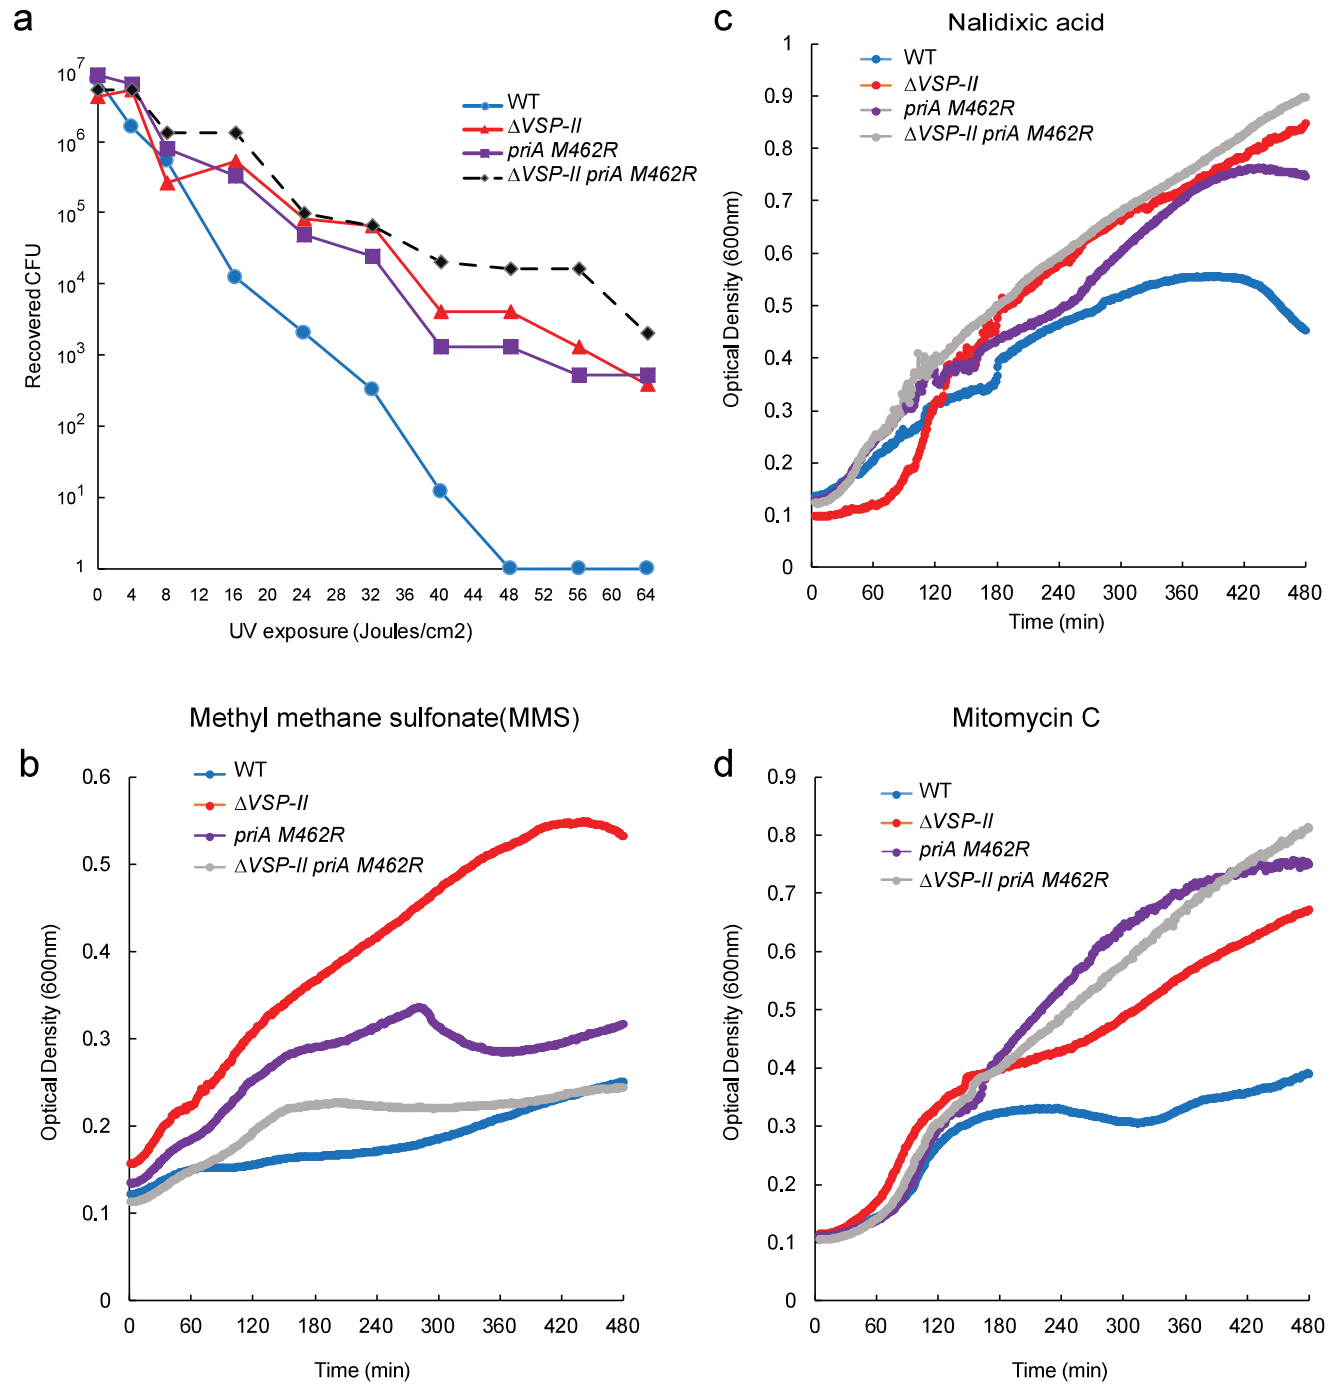 a
10^7
10^6
10^5
10^4
10^3
10^2
10^1
1
Recovered CFU
0 4 8 12 16 20 24 28 32 36 40 44 48 52 56 64
UV exposure (Joules/cm2)
WT
ΔVSP-II
priA M462R
ΔVSP-II priA M462R
c
Nalidixic acid
WT
ΔVSP-II
priA M462R
ΔVSP-II priA M462R
1
0.9
0.8
0.7
0.6
0.5
0.4
0.3
0.2
0.1
0
Optical Density (600nm)
0 60 120 180 240 300 360 420 480
Time (min)
b
Methyl methane sulfonate(MMS)
WT
ΔVSP-II
priA M462R
ΔVSP-II priA M462R
0.6
0.5
0.4
0.3
0.2
0.1
0
Optical Density (600nm)
0 60 120 180 240 300 360 420 480
Time (min)
d
Mitomycin C
WT
ΔVSP-II
priA M462R
ΔVSP-II priA M462R
0.9
0.8
0.7
0.6
0.5
0.4
0.3
0.2
0.1
0
Optical Density (600nm)
0 60 120 180 240 300 360 420 480
Time (min)